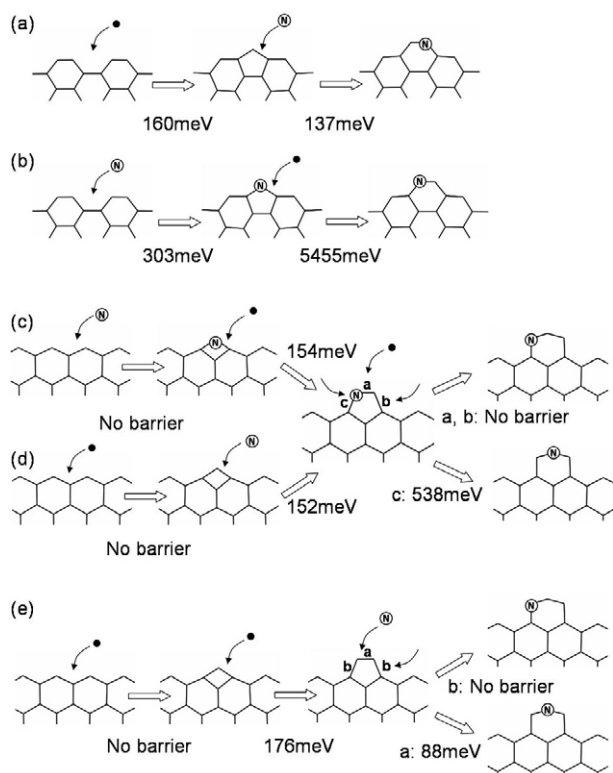 (a)
N
N
160meV
137meV
(b)
N
N
N
303meV
5455meV
(c)
N
N
154meV
a
N
c
b
N
No barrier
a, b: No barrier
(d)
N
N
152meV
c: 538meV
No barrier
(e)
N
a
b
b
N
b: No barrier
No barrier
176meV
a: 88meV
N